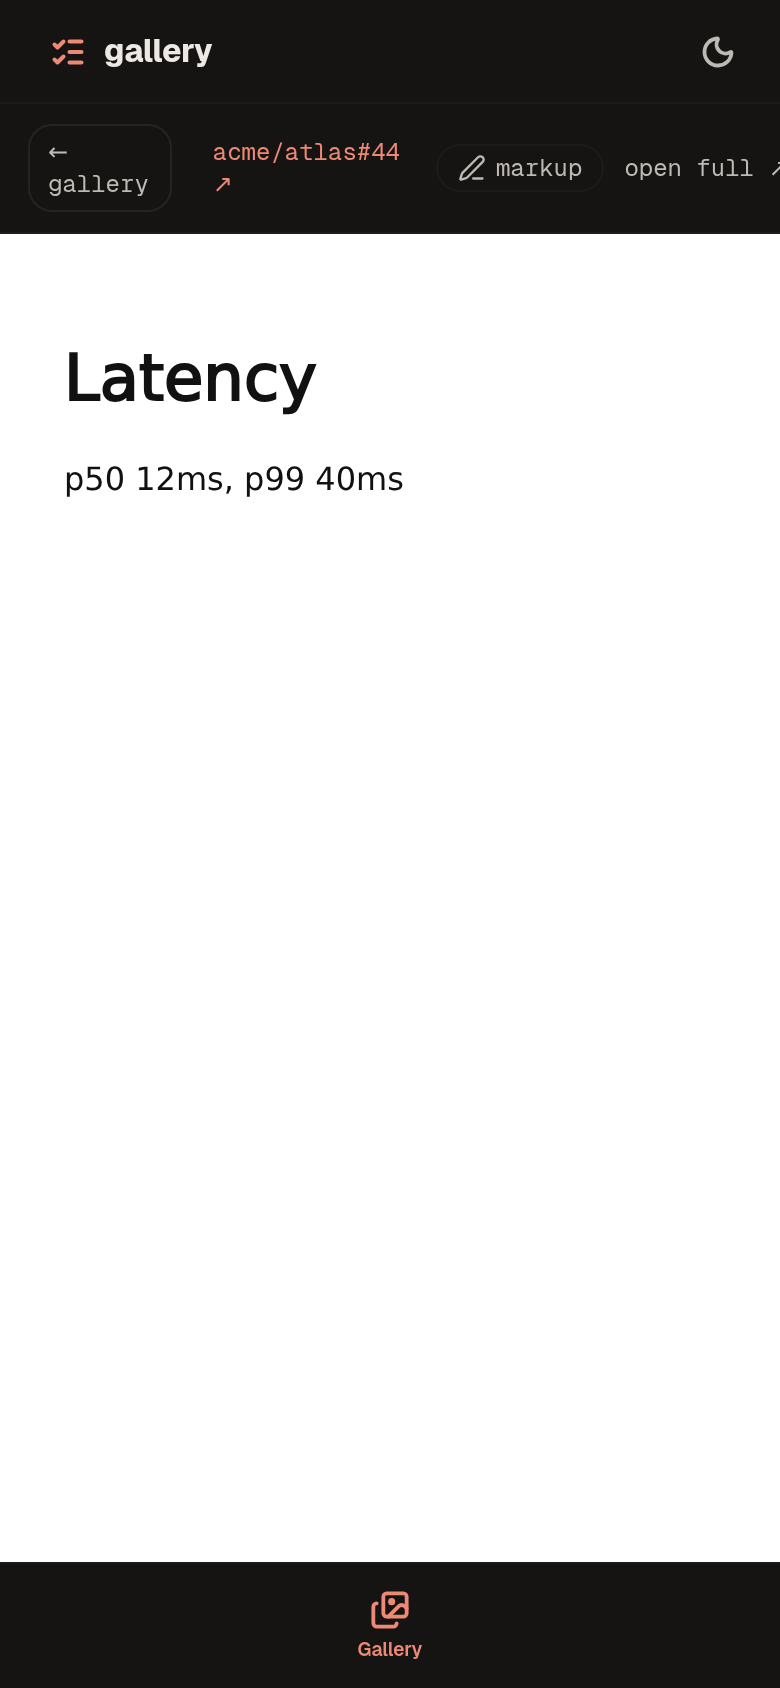 gallery
← gallery
acme/atlas#44 ↗
markup
open full ↗
Latency
p50 12ms, p99 40ms
Gallery